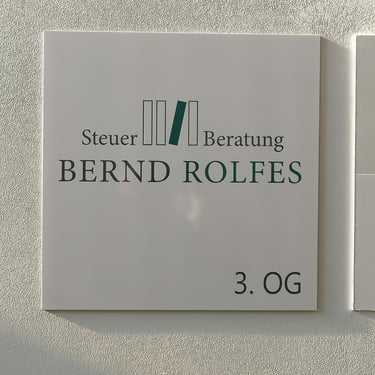 Steuer Beratung
BERND ROLFES
3. OG